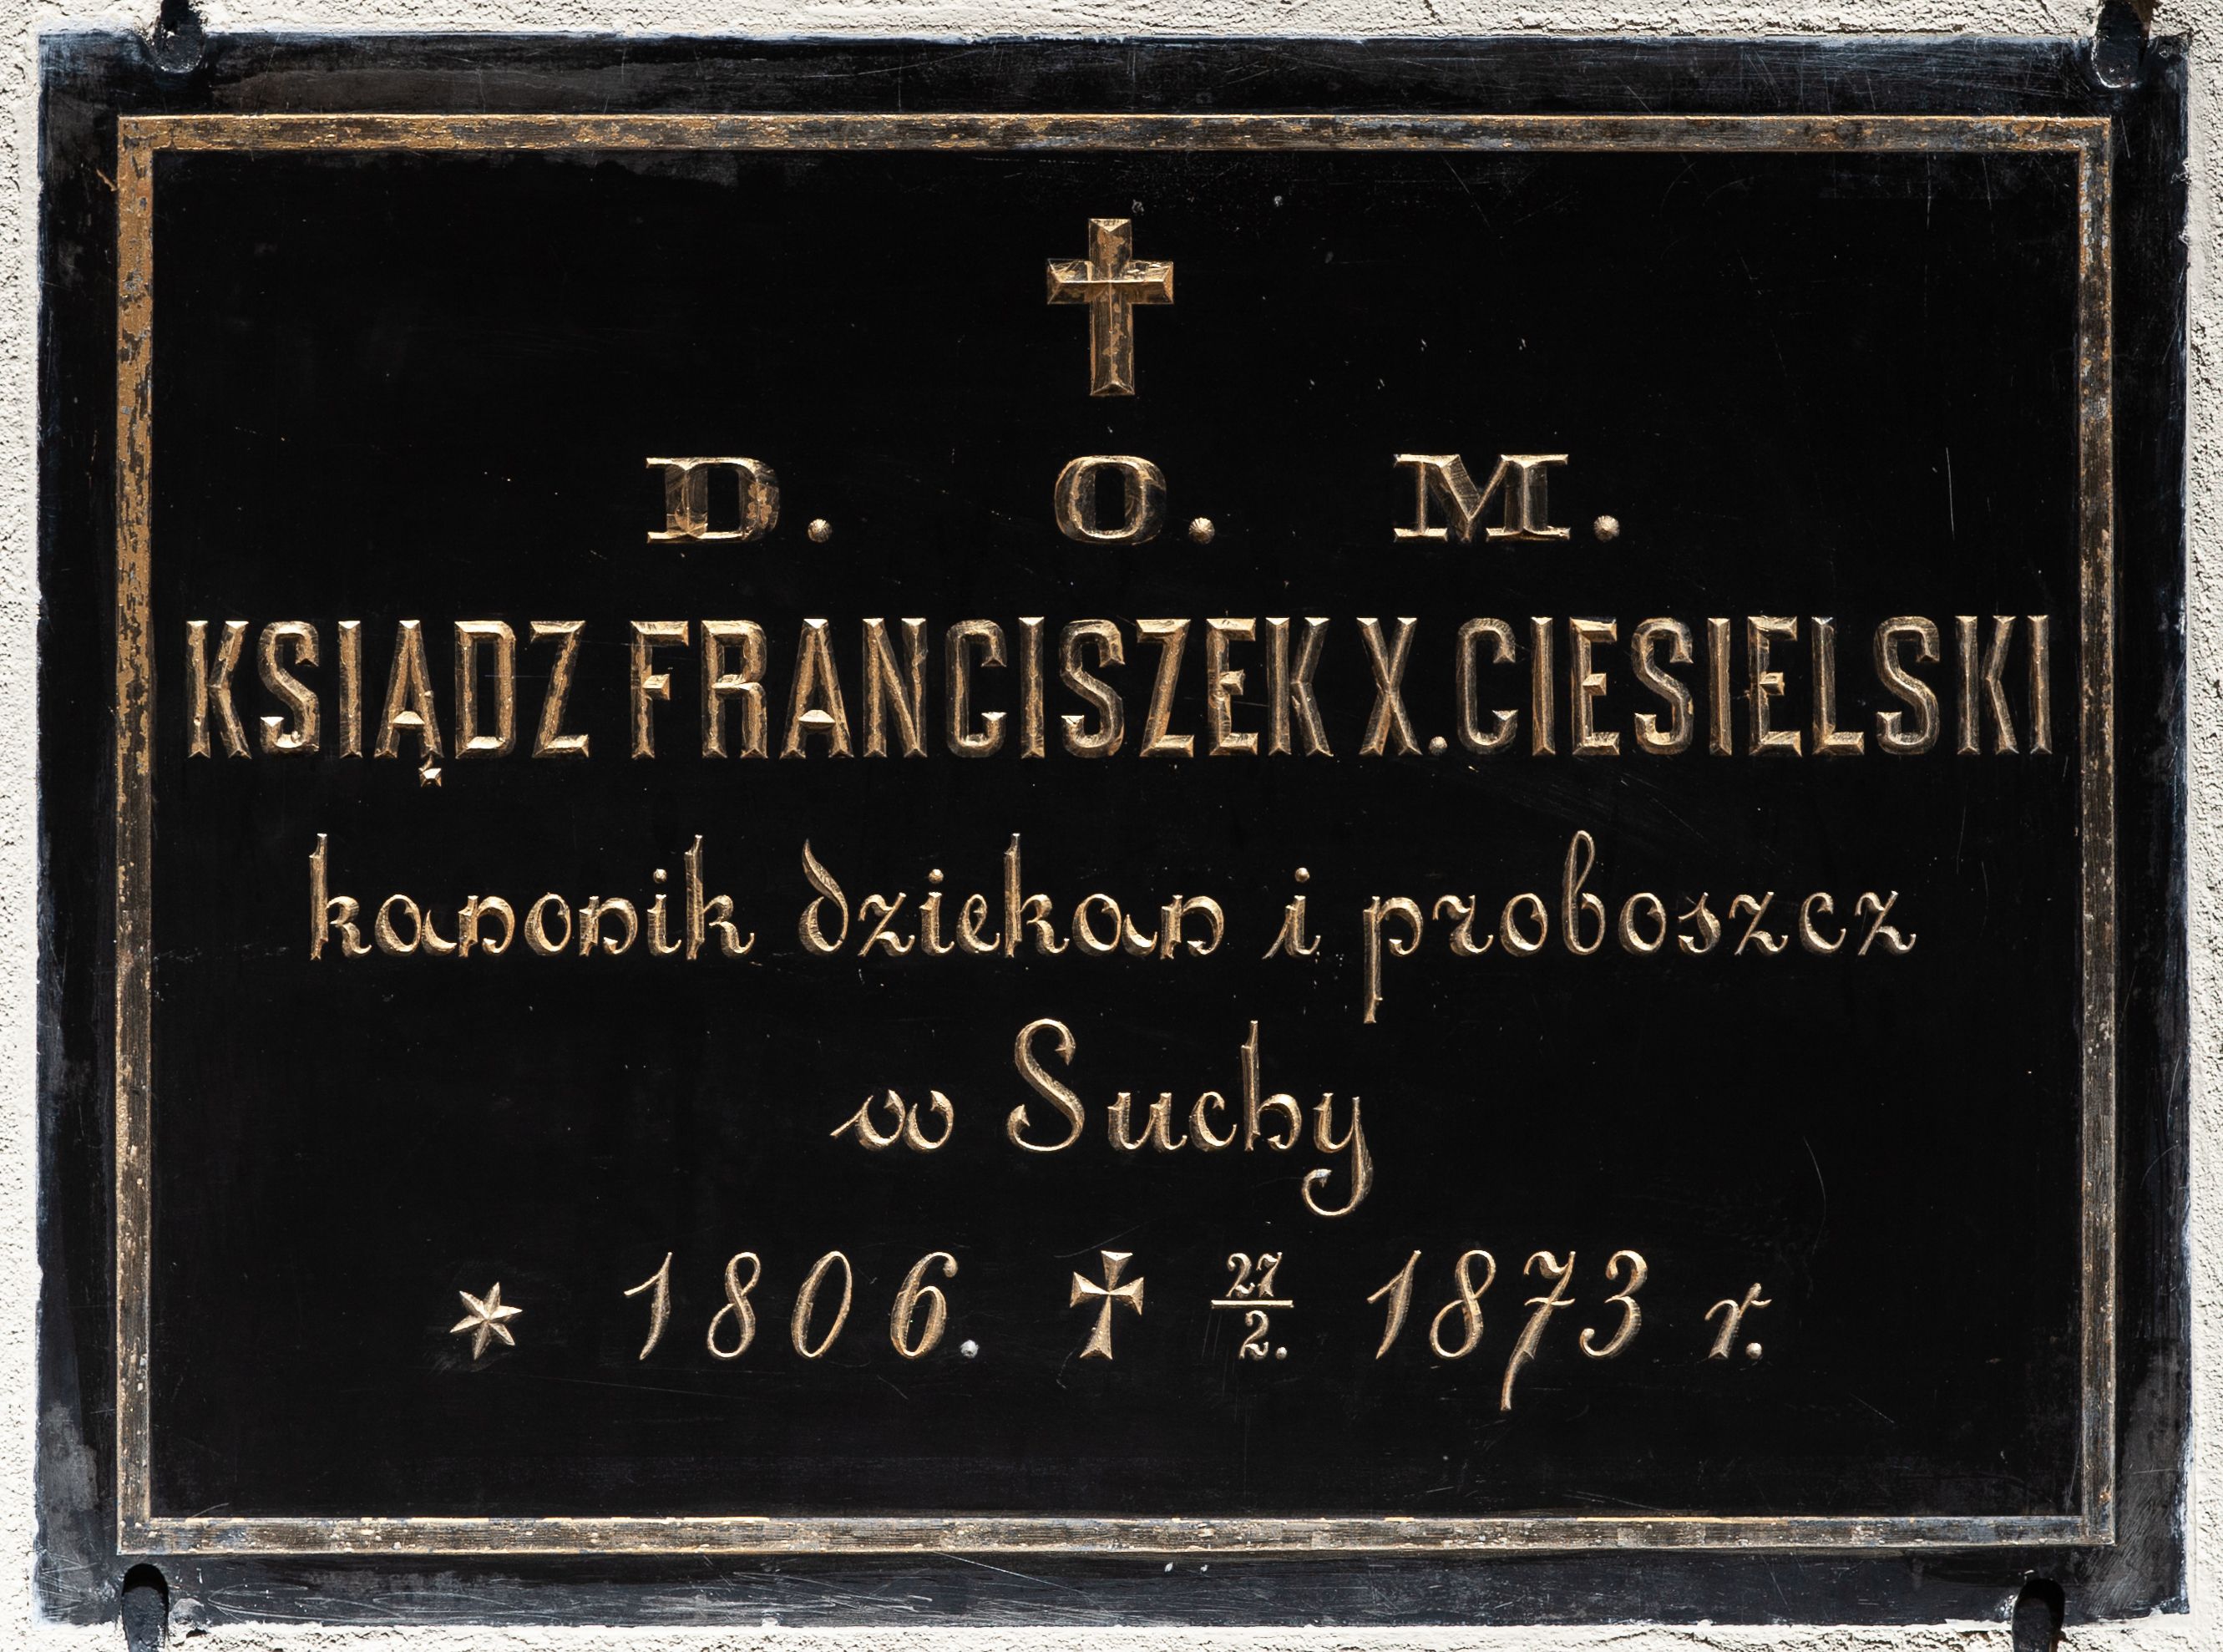 D. O. M.
KSIĄDZ FRANCISZEK X. CIESIELSKI
kanonik dziekan i proboszcz
w Suchy
* 1806. ✝ 27/2. 1873 r.